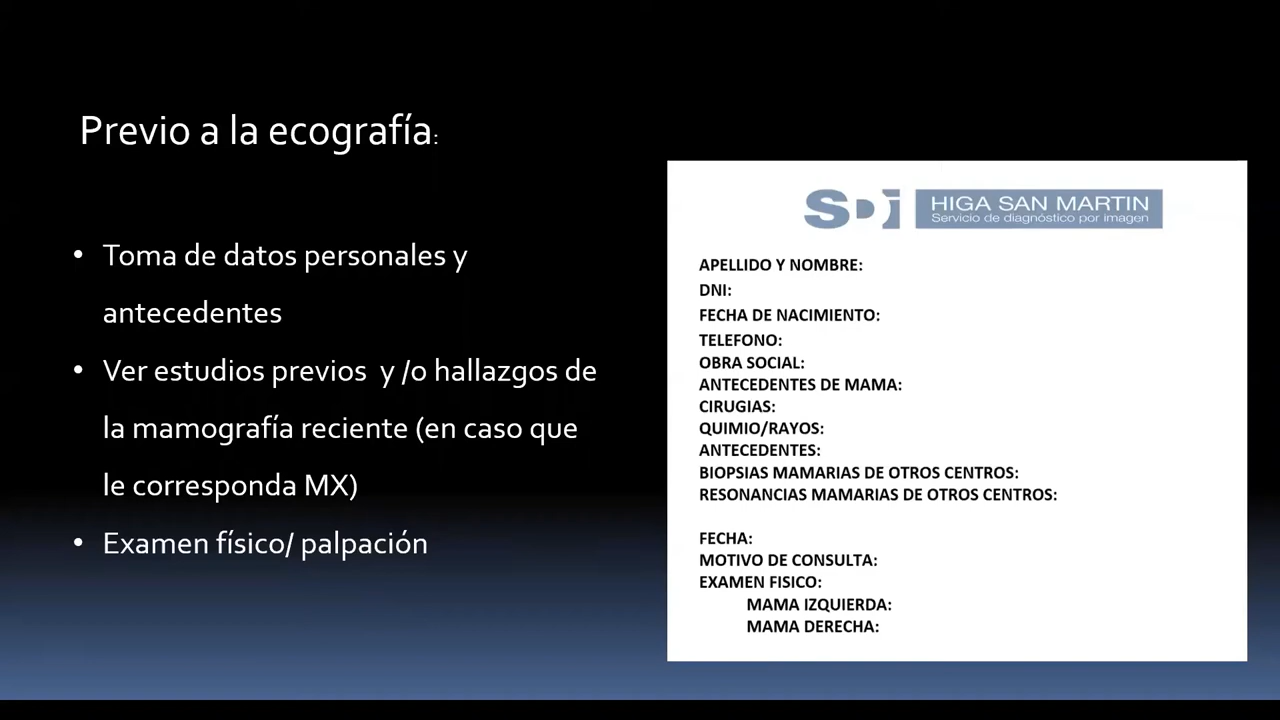 Previo a la ecografía:
• Toma de datos personales y
antecedentes
• Ver estudios previos y /o hallazgos de
la mamografía reciente (en caso que
le corresponda MX)
• Examen físico/ palpación
SDi HIGA SAN MARTIN
Servicio de diagnóstico por imagen
APELLIDO Y NOMBRE:
DNI:
FECHA DE NACIMIENTO:
TELEFONO:
OBRA SOCIAL:
ANTECEDENTES DE MAMA:
CIRUGIAS:
QUIMIO/RAYOS:
ANTECEDENTES:
BIOPSIAS MAMARIAS DE OTROS CENTROS:
RESONANCIAS MAMARIAS DE OTROS CENTROS:
FECHA:
MOTIVO DE CONSULTA:
EXAMEN FISICO:
MAMA IZQUIERDA:
MAMA DERECHA: